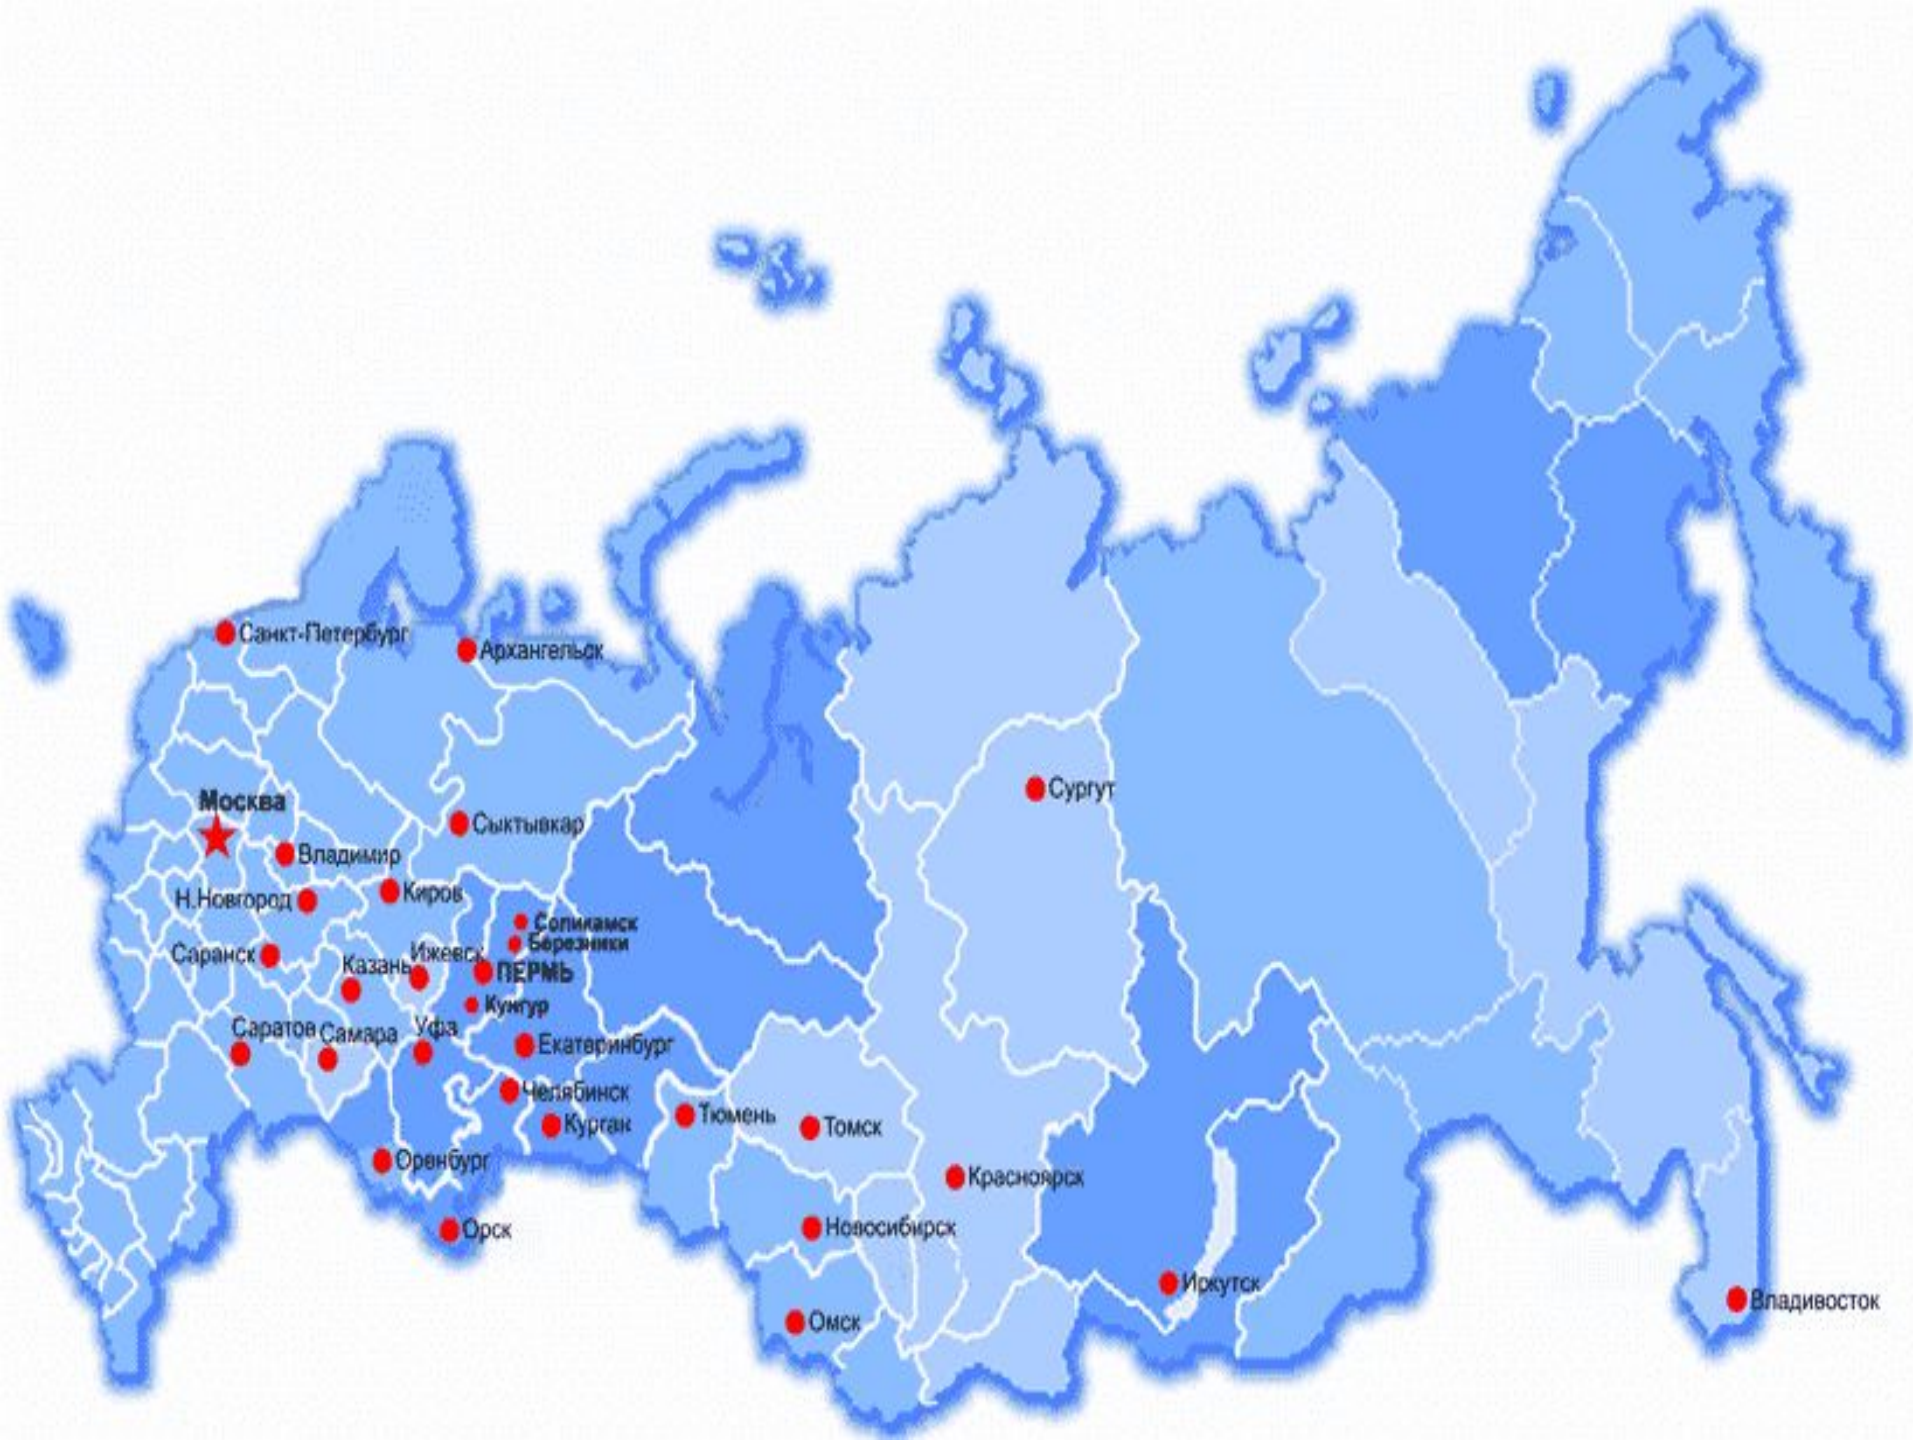 Санкт-Петербург
Архангельск
Сургут
Москва
Сыктывкар
Владимир
Киров
Н.Новгород
Соликамск
Березники
Саранск
Ижевск
Казань
ПЕРМЬ
Кунгур
Саратов
Самара
Уфа
Екатеринбург
Челябинск
Курган
Тюмень
Томск
Оренбург
Красноярск
Орск
Новосибирск
Иркутск
Владивосток
Омск